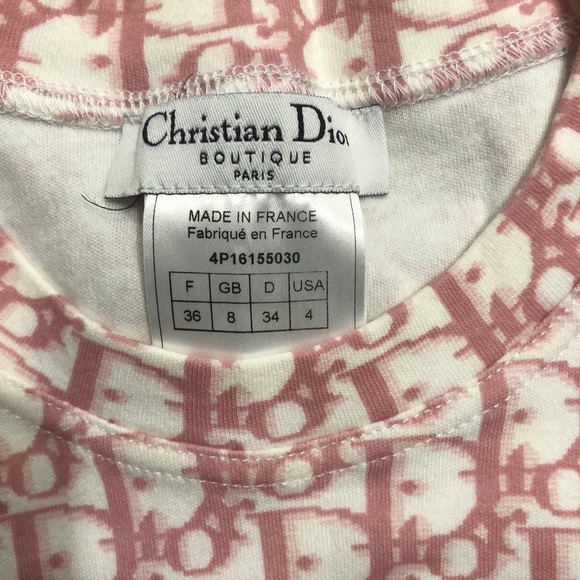 Christian Dior
BOUTIQUE
PARIS
MADE IN FRANCE
Fabriqué en France
4P16155030
F GB D USA
36 8 34 4